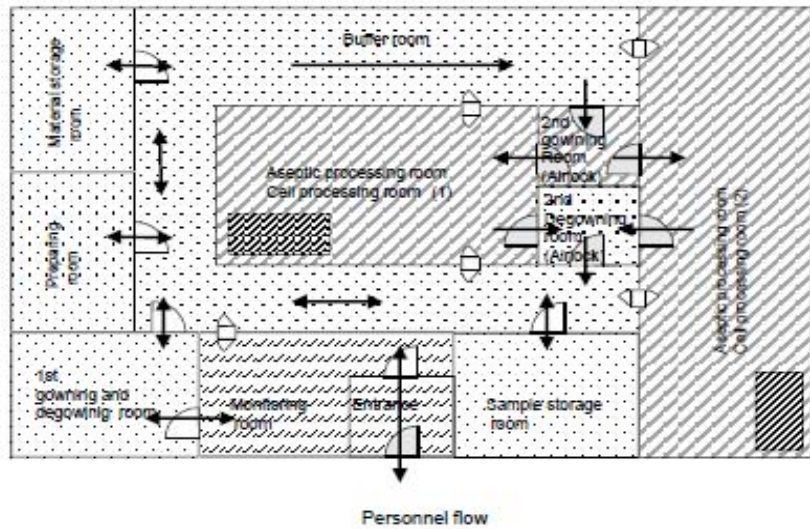 Buffer room
Material storage
room
2nd
gowning
Room
(Airlock)
Aseptic processing room
Cell processing room (1)
2nd
Degowning
room
(Airlock)
Preparing
room
Aseptic processing room
Cell processing room (2)
1st
gowning and
degowinig room
Monitoring
room
Entrance
Sample storage
room
Personnel flow